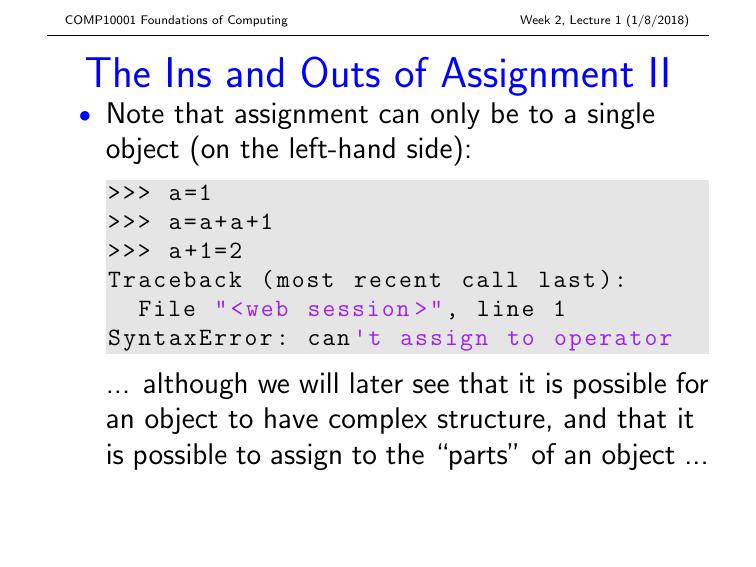 COMP10001 Foundations of Computing Week 2, Lecture 1 (1/8/2018)
The Ins and Outs of Assignment II
• Note that assignment can only be to a single
object (on the left-hand side):
>>> a=1
>>> a=a+a+1
>>> a+1=2
Traceback (most recent call last):
  File "<web session>", line 1
SyntaxError: can't assign to operator
... although we will later see that it is possible for
an object to have complex structure, and that it
is possible to assign to the “parts” of an object ...